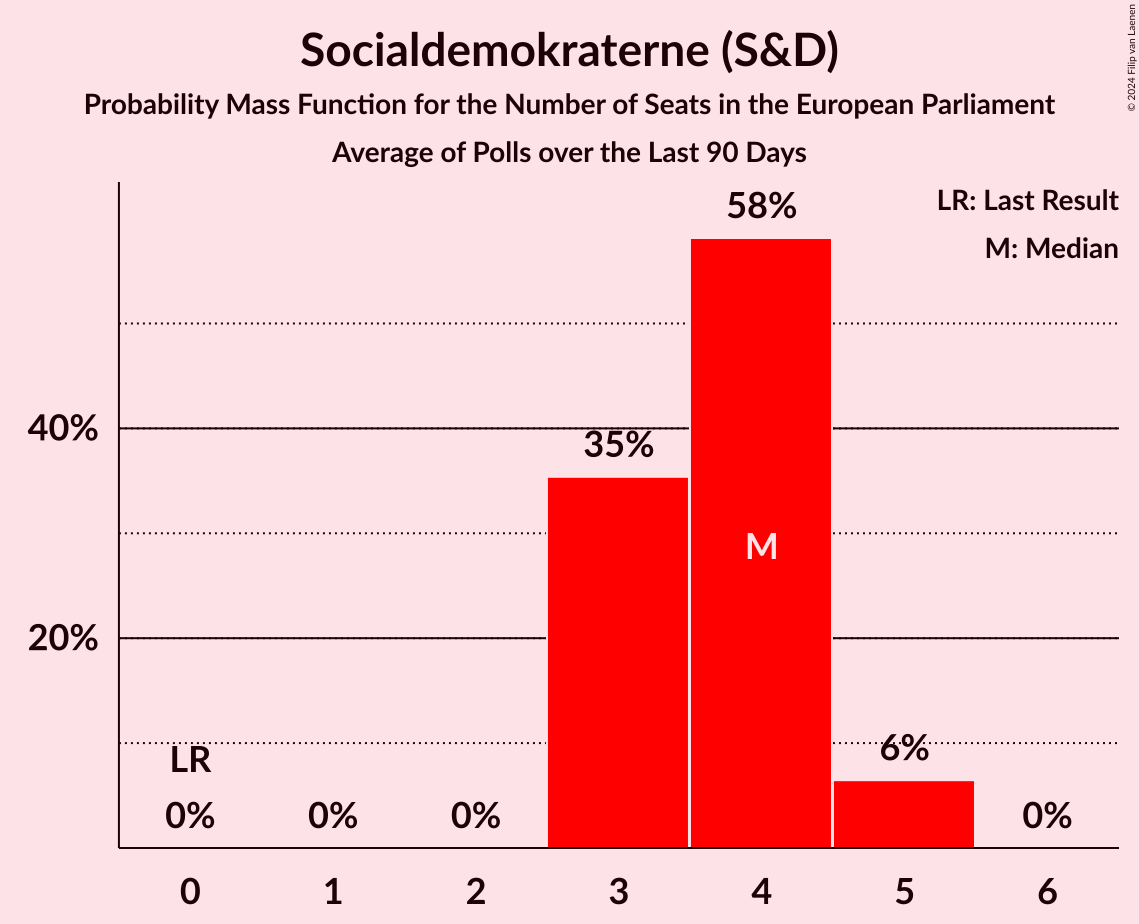 Socialdemokraterne (S&D)
Probability Mass Function for the Number of Seats in the European Parliament
Average of Polls over the Last 90 Days
© 2024 Filip van Laenen
LR: Last Result
M: Median
58%
40%
35%
M
20%
LR
6%
0%
0%
0%
0%
0
1
2
3
4
5
6